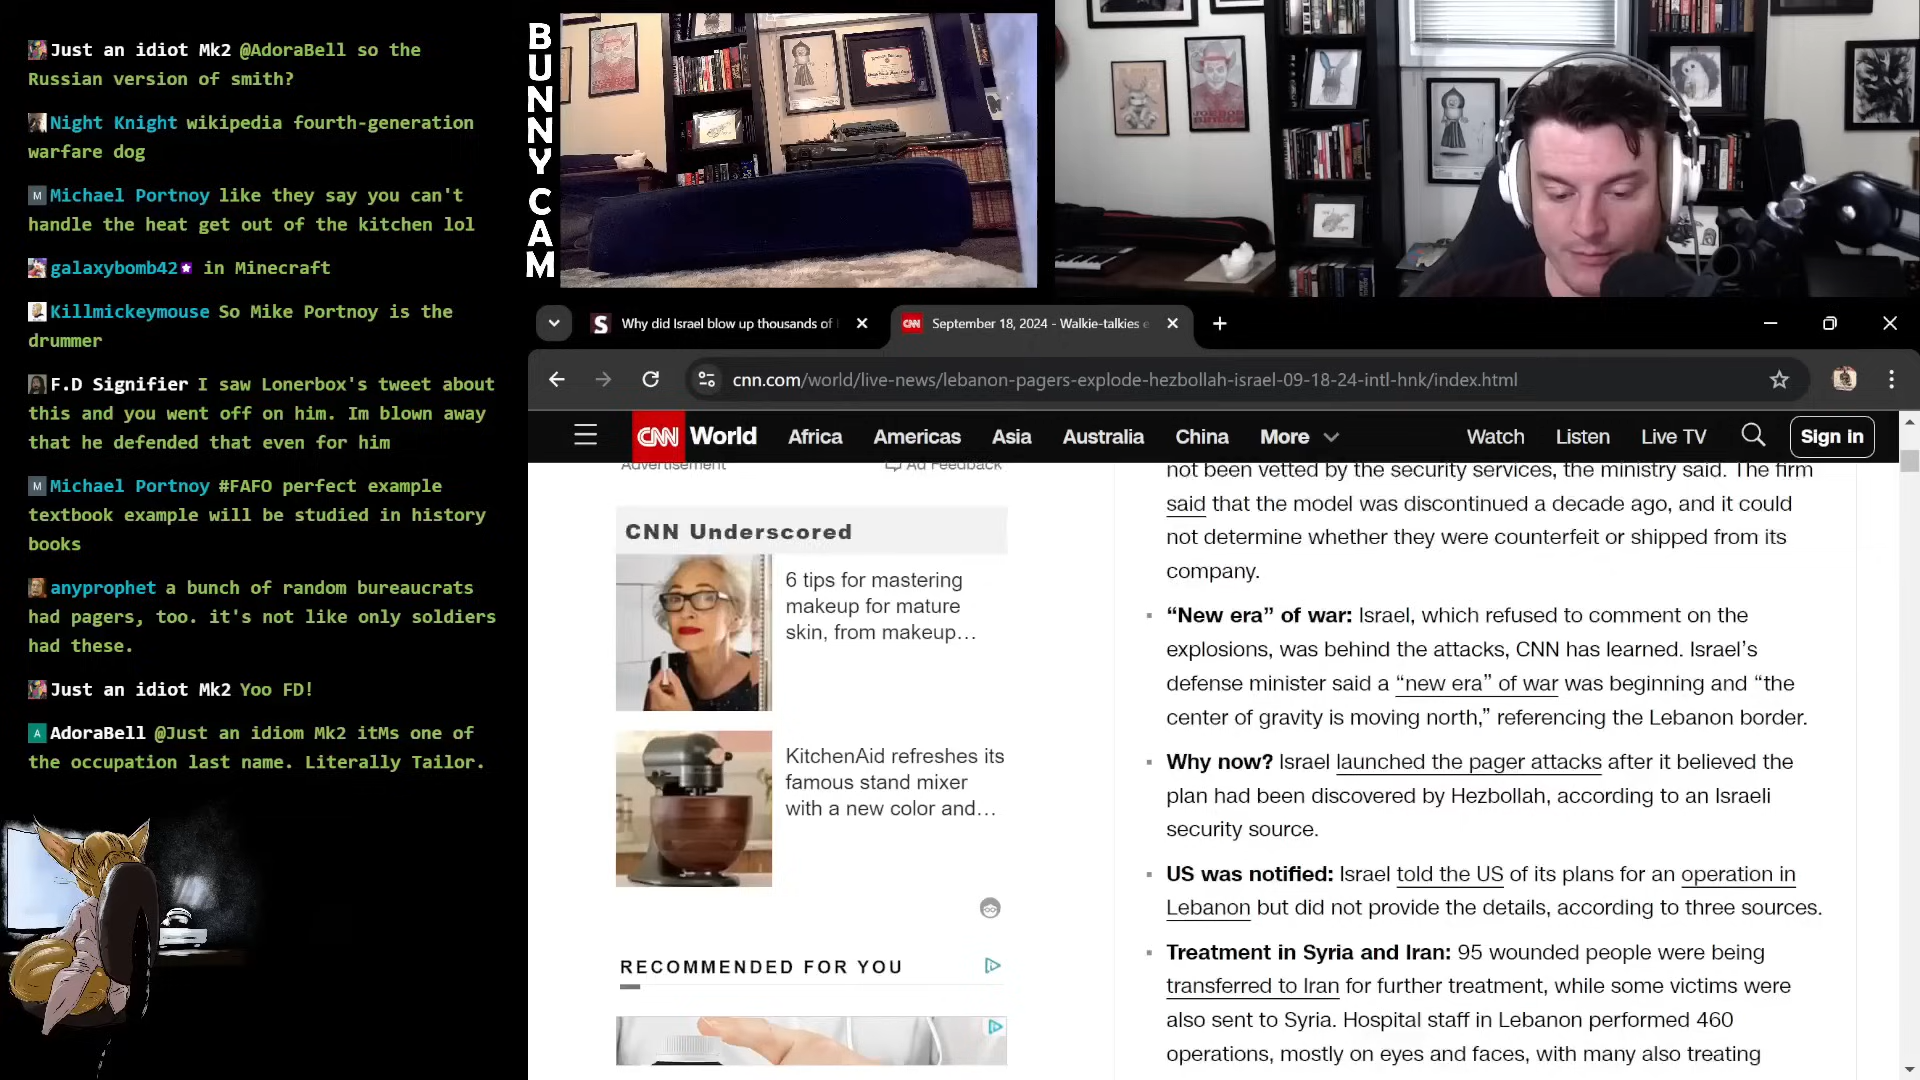 Just an idiot Mk2 @AdoraBell so the
Russian version of smith?
Night Knight wikipedia fourth-generation
warfare dog
M Michael Portnoy like they say you can't
handle the heat get out of the kitchen lol
galaxybomb42 in Minecraft
Killmickeymouse So Mike Portnoy is the
drummer
F.D Signifier I saw Lonerbox's tweet about
this and you went off on him. Im blown away
that he defended that even for him
M Michael Portnoy #FAFO perfect example
textbook example will be studied in history
books
anyprophet a bunch of random bureaucrats
had pagers, too. it's not like only soldiers
had these.
Just an idiot Mk2 Yoo FD!
A AdoraBell @Just an idiom Mk2 itMs one of
the occupation last name. Literally Tailor.
BUNNY CAM
S Why did Israel blow up thousands of
CNN September 18, 2024 - Walkie-talkies e
cnn.com/world/live-news/lebanon-pagers-explode-hezbollah-israel-09-18-24-intl-hnk/index.html
CNN World Africa Americas Asia Australia China More Watch Listen Live TV Sign in
Advertisement Ad Feedback
CNN Underscored
6 tips for mastering
makeup for mature
skin, from makeup…
KitchenAid refreshes its
famous stand mixer
with a new color and…
RECOMMENDED FOR YOU
not been vetted by the security services, the ministry said. The firm
said that the model was discontinued a decade ago, and it could
not determine whether they were counterfeit or shipped from its
company.
“New era” of war: Israel, which refused to comment on the
explosions, was behind the attacks, CNN has learned. Israel’s
defense minister said a “new era” of war was beginning and “the
center of gravity is moving north,” referencing the Lebanon border.
Why now? Israel launched the pager attacks after it believed the
plan had been discovered by Hezbollah, according to an Israeli
security source.
US was notified: Israel told the US of its plans for an operation in
Lebanon but did not provide the details, according to three sources.
Treatment in Syria and Iran: 95 wounded people were being
transferred to Iran for further treatment, while some victims were
also sent to Syria. Hospital staff in Lebanon performed 460
operations, mostly on eyes and faces, with many also treating